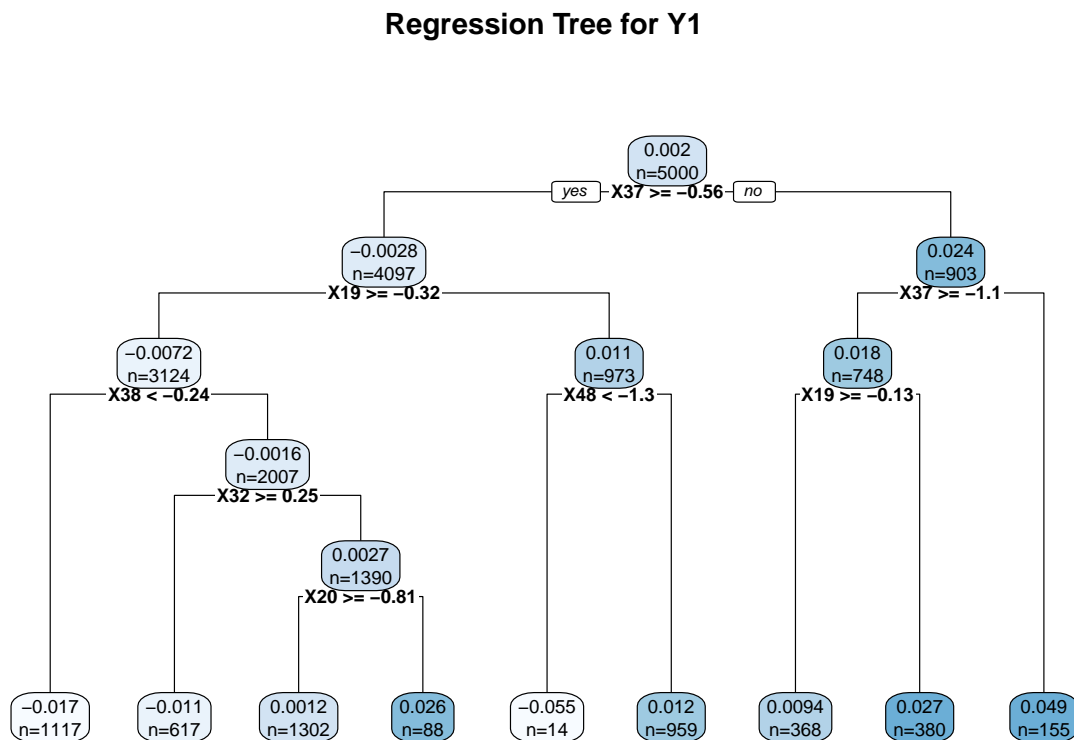 Regression Tree for Y1
0.002
n=5000
yes X37 >= −0.56 no
−0.0028
n=4097
X19 >= −0.32
0.024
n=903
X37 >= −1.1
−0.0072
n=3124
X38 < −0.24
0.011
n=973
X48 < −1.3
0.018
n=748
X19 >= −0.13
−0.0016
n=2007
X32 >= 0.25
0.0027
n=1390
X20 >= −0.81
−0.017
n=1117
−0.011
n=617
0.0012
n=1302
0.026
n=88
−0.055
n=14
0.012
n=959
0.0094
n=368
0.027
n=380
0.049
n=155